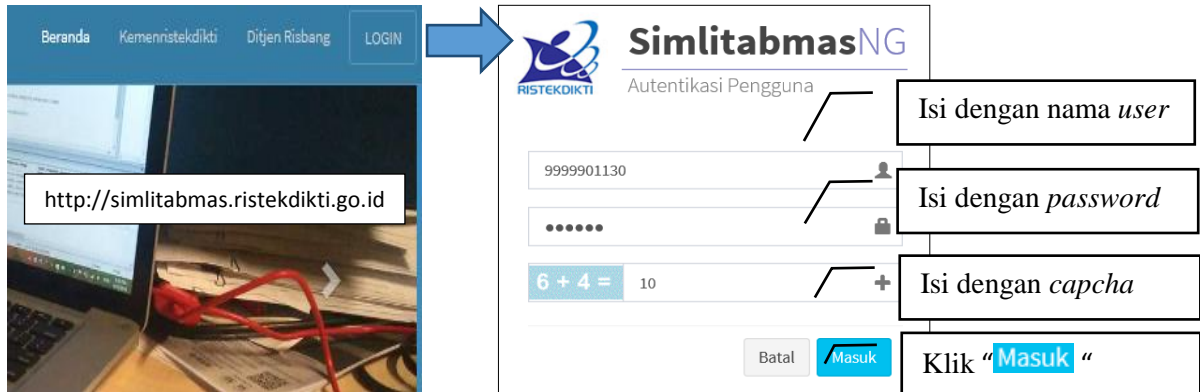 Beranda Kemenristekdikti Ditjen Risbang LOGIN
http://simlitabmas.ristekdikti.go.id
RISTEKDIKTI
SimlitabmasNG
Autentikasi Pengguna
Isi dengan nama user
9999901130
Isi dengan password
••••••
6 + 4 = 10
Isi dengan capcha
Batal Masuk
Klik “Masuk “